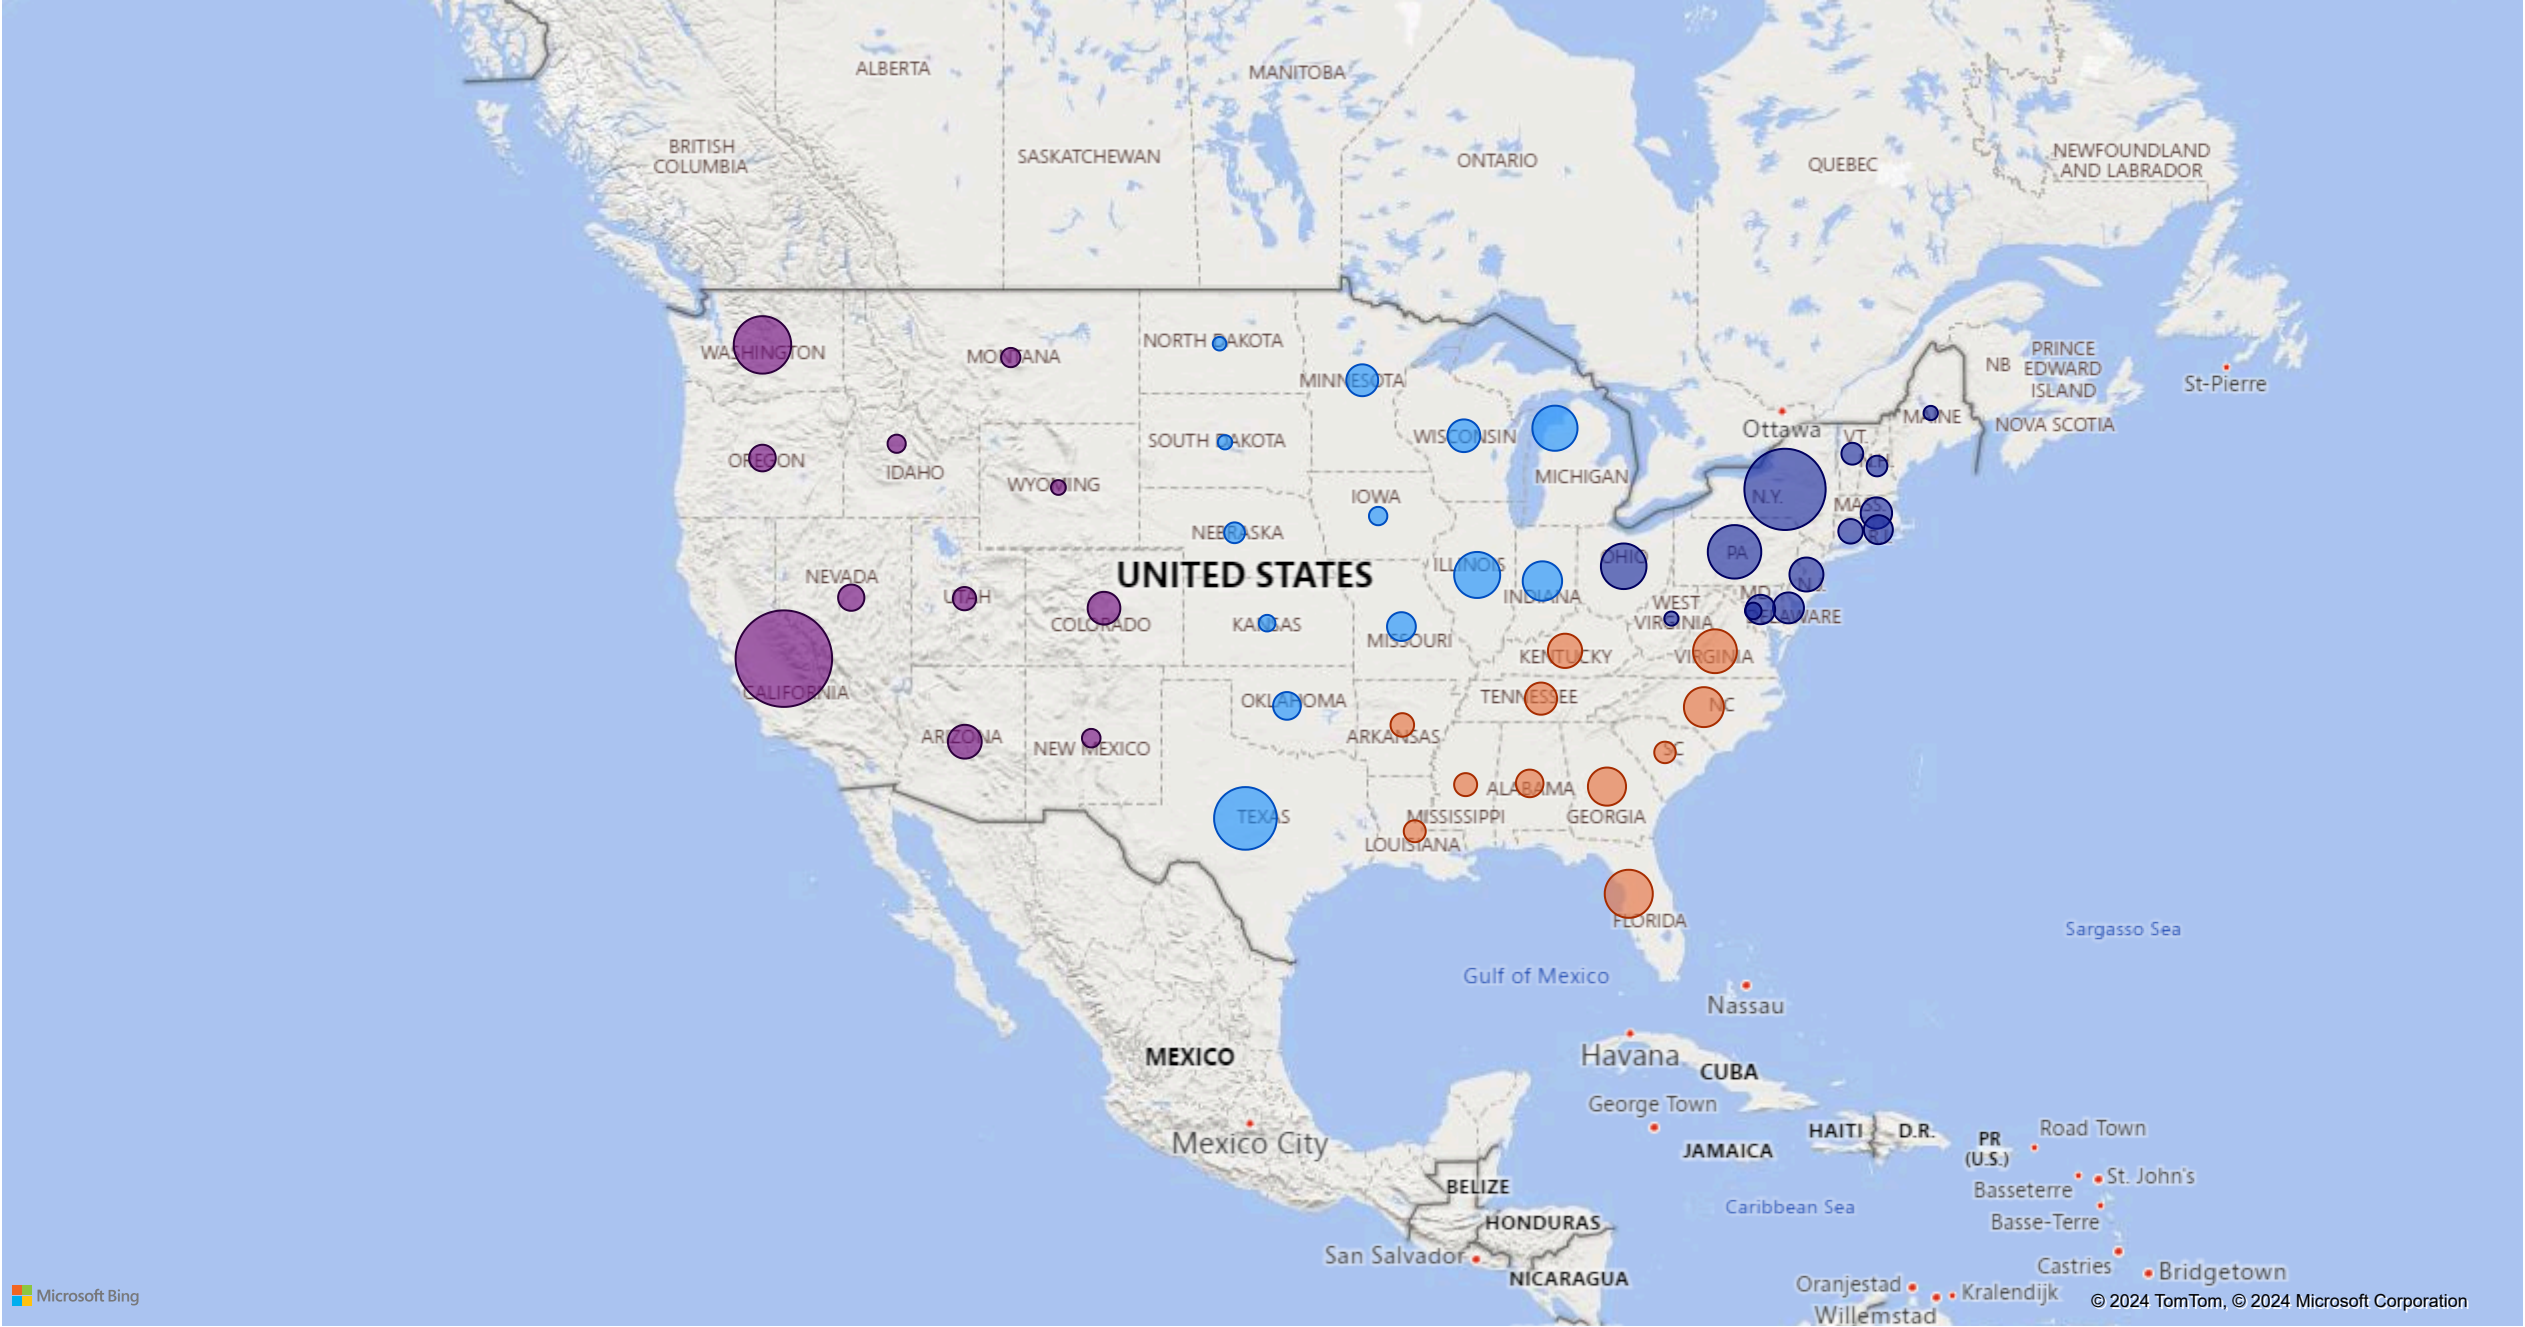 ALBERTA
MANITOBA
BRITISH
COLUMBIA
SASKATCHEWAN
ONTARIO
QUEBEC
NEWFOUNDLAND
AND LABRADOR
WASHINGTON
MONTANA
NORTH DAKOTA
MINNESOTA
NB
PRINCE
EDWARD
ISLAND
St-Pierre
OREGON
IDAHO
WYOMING
SOUTH DAKOTA
WISCONSIN
MICHIGAN
Ottawa
VT.
MAINE
NOVA SCOTIA
N.H.
IOWA
N.Y.
MASS.
NEBRASKA
R.I.
NEVADA
UTAH
COLORADO
UNITED STATES
KANSAS
MISSOURI
ILLINOIS
INDIANA
OHIO
PA
N.J.
MD.
DELAWARE
WEST
VIRGINIA
CALIFORNIA
KENTUCKY
VIRGINIA
ARIZONA
NEW MEXICO
OKLAHOMA
ARKANSAS
TENNESSEE
NC
SC
TEXAS
LOUISIANA
MISSISSIPPI
ALABAMA
GEORGIA
FLORIDA
Gulf of Mexico
Sargasso Sea
Nassau
Havana
CUBA
MEXICO
Mexico City
George Town
JAMAICA
HAITI
D.R.
PR
(U.S.)
Road Town
St. John's
Basseterre
Basse-Terre
BELIZE
HONDURAS
Caribbean Sea
San Salvador
NICARAGUA
Castries
Bridgetown
Oranjestad
Kralendijk
Willemstad
Microsoft Bing
© 2024 TomTom, © 2024 Microsoft Corporation